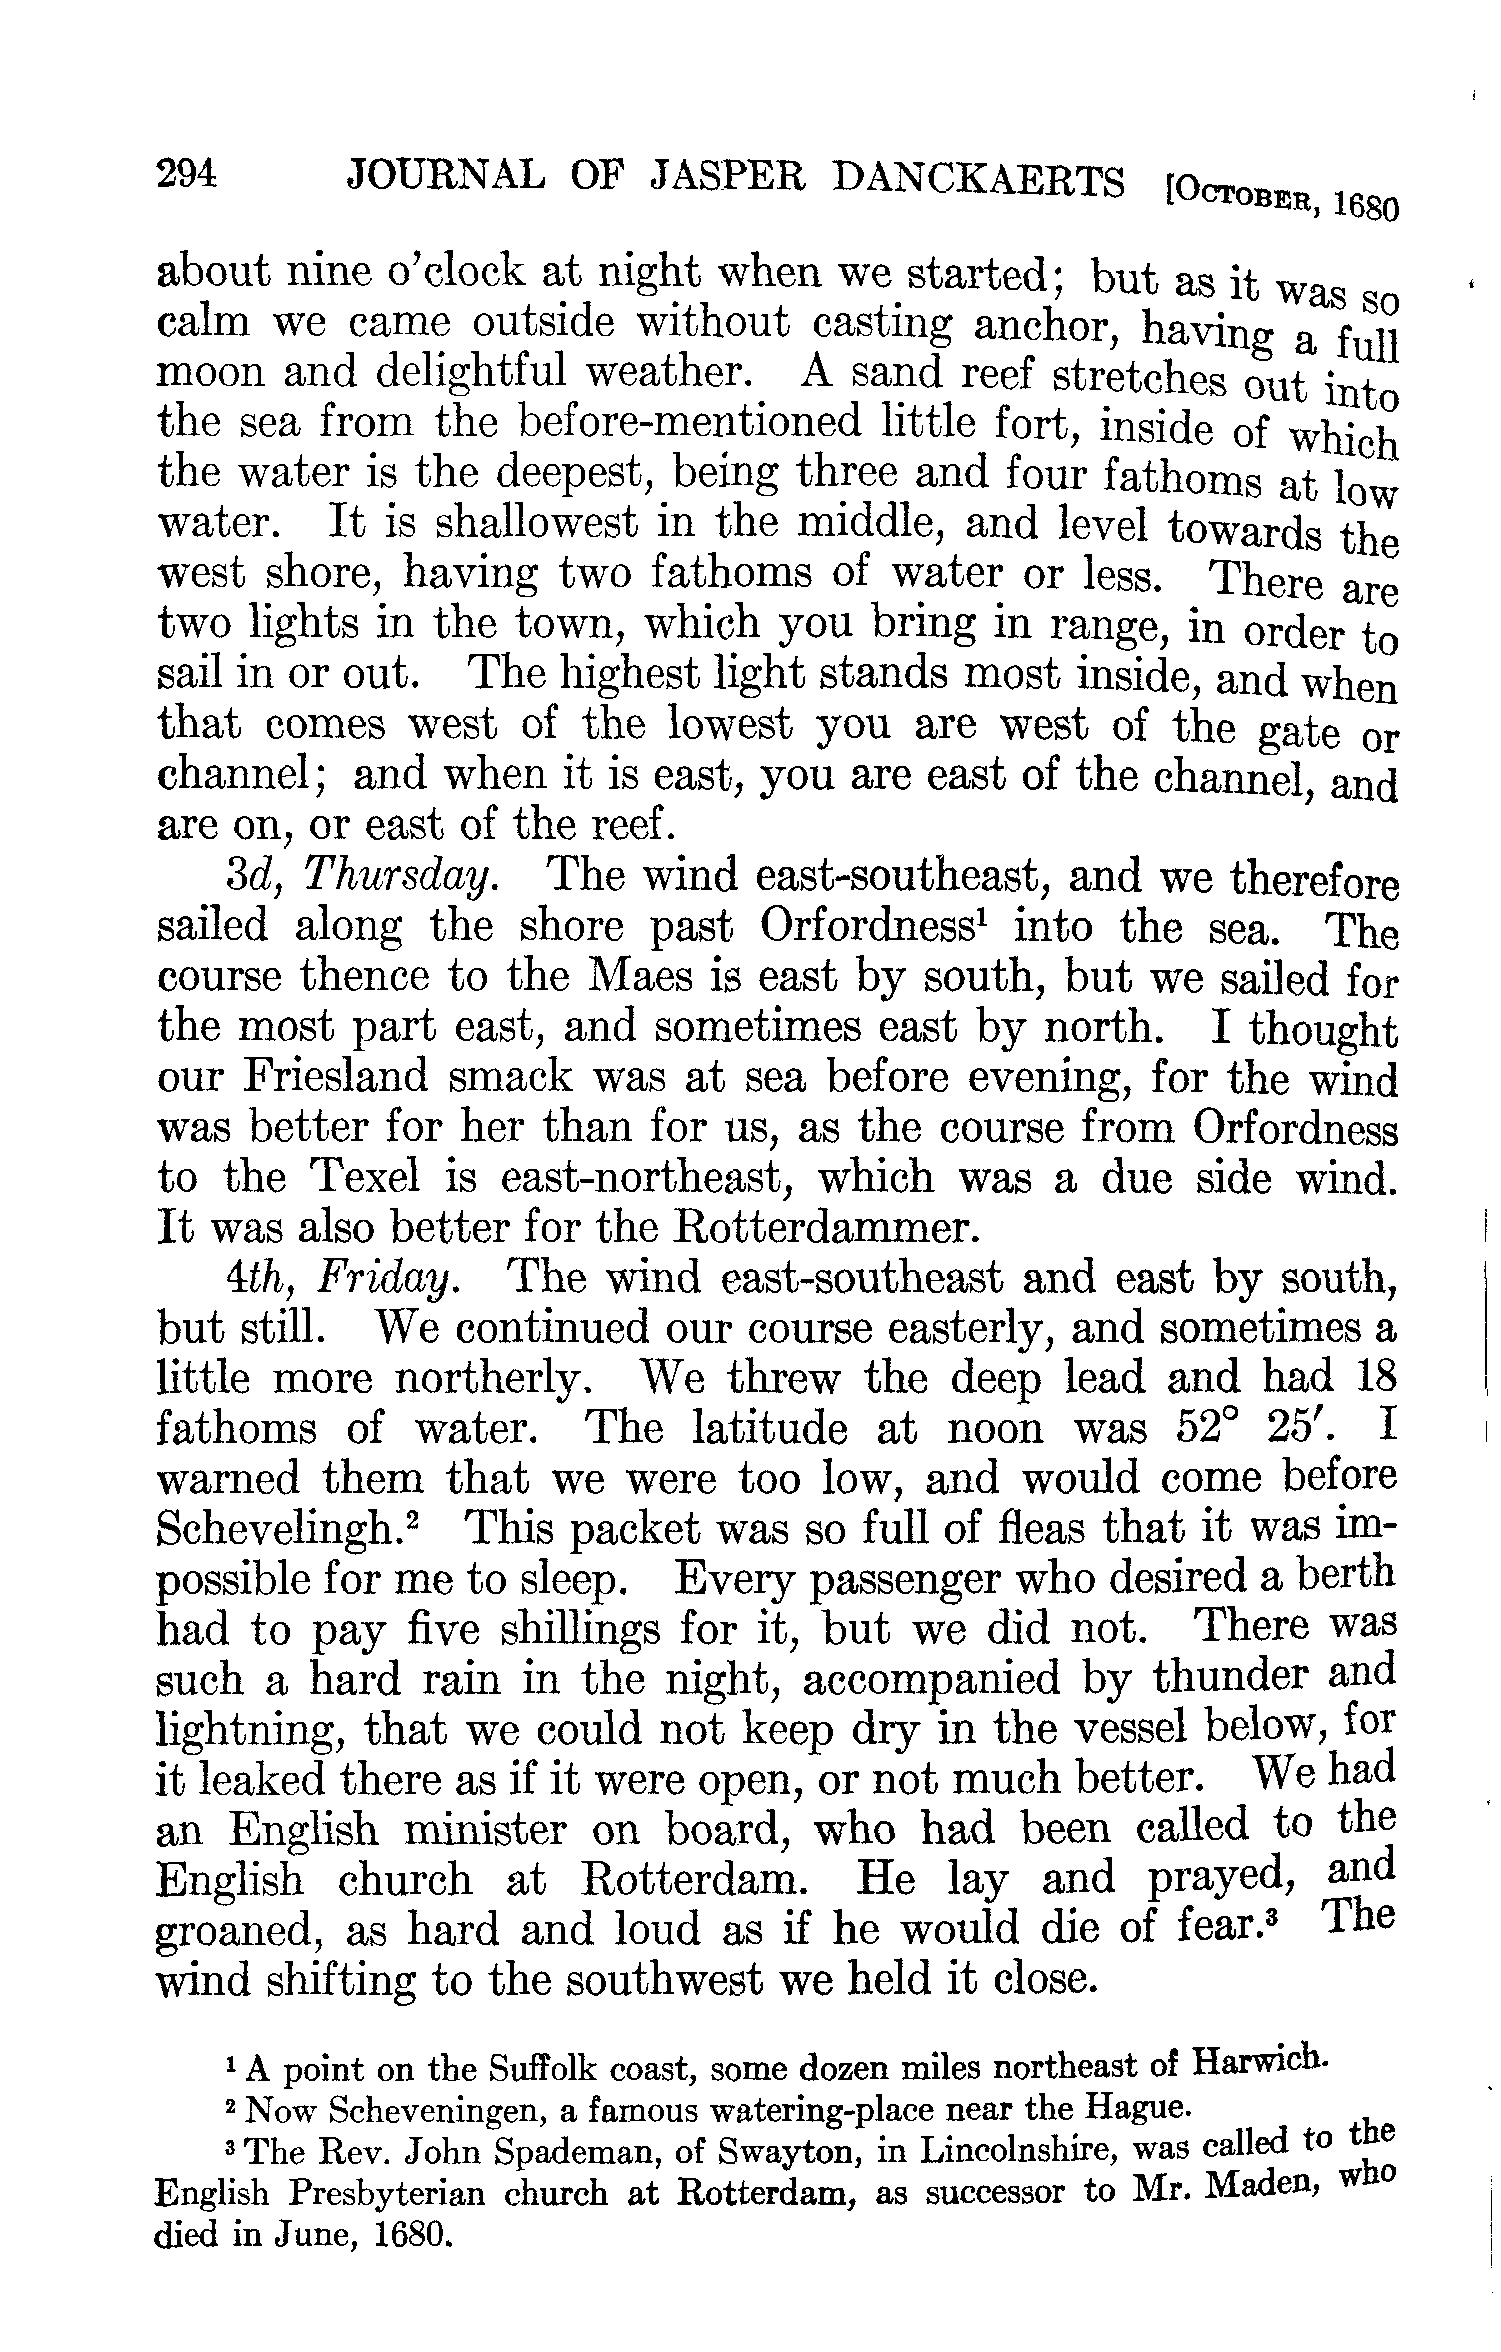 294 JOURNAL OF JASPER DANCKAERTS [OCTOBER, 1680
about nine o'clock at night when we started; but as it was so
calm we came outside without casting anchor, having a full
moon and delightful weather. A sand reef stretches out into
the sea from the before-mentioned little fort, inside of which
the water is the deepest, being three and four fathoms at low
water. It is shallowest in the middle, and level towards the
west shore, having two fathoms of water or less. There are
two lights in the town, which you bring in range, in order to
sail in or out. The highest light stands most inside, and when
that comes west of the lowest you are west of the gate or
channel; and when it is east, you are east of the channel, and
are on, or east of the reef.
3d, Thursday. The wind east-southeast, and we therefore
sailed along the shore past Orfordness¹ into the sea. The
course thence to the Maes is east by south, but we sailed for
the most part east, and sometimes east by north. I thought
our Friesland smack was at sea before evening, for the wind
was better for her than for us, as the course from Orfordness
to the Texel is east-northeast, which was a due side wind.
It was also better for the Rotterdammer.
4th, Friday. The wind east-southeast and east by south,
but still. We continued our course easterly, and sometimes a
little more northerly. We threw the deep lead and had 18
fathoms of water. The latitude at noon was 52° 25′. I
warned them that we were too low, and would come before
Schevelingh.² This packet was so full of fleas that it was im-
possible for me to sleep. Every passenger who desired a berth
had to pay five shillings for it, but we did not. There was
such a hard rain in the night, accompanied by thunder and
lightning, that we could not keep dry in the vessel below, for
it leaked there as if it were open, or not much better. We had
an English minister on board, who had been called to the
English church at Rotterdam. He lay and prayed, and
groaned, as hard and loud as if he would die of fear.³ The
wind shifting to the southwest we held it close.
¹ A point on the Suffolk coast, some dozen miles northeast of Harwich.
² Now Scheveningen, a famous watering-place near the Hague.
³ The Rev. John Spademan, of Swayton, in Lincolnshire, was called to the
English Presbyterian church at Rotterdam, as successor to Mr. Maden, who
died in June, 1680.